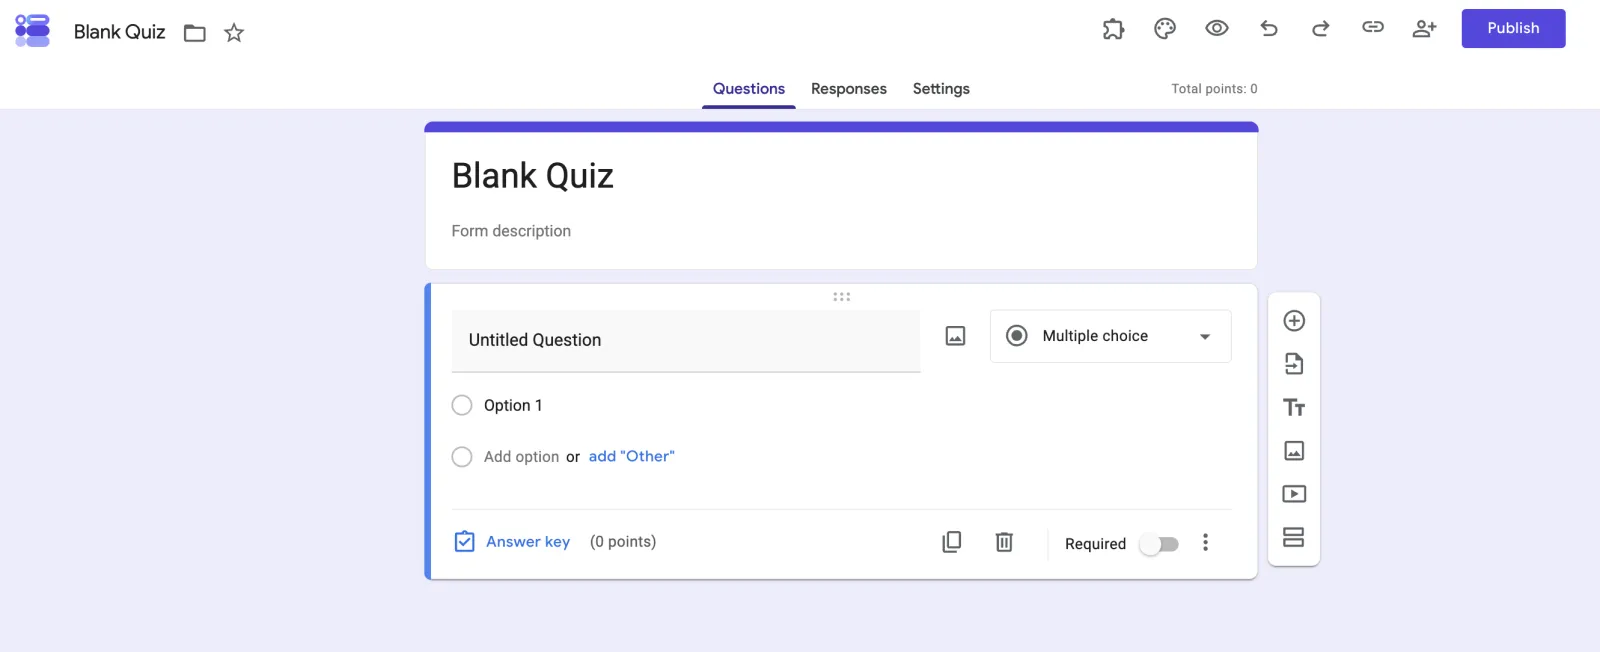 Blank Quiz
Publish
Questions Responses Settings Total points: 0
Blank Quiz
Form description
Untitled Question
Multiple choice
Option 1
Add option or add "Other"
Answer key (0 points) Required